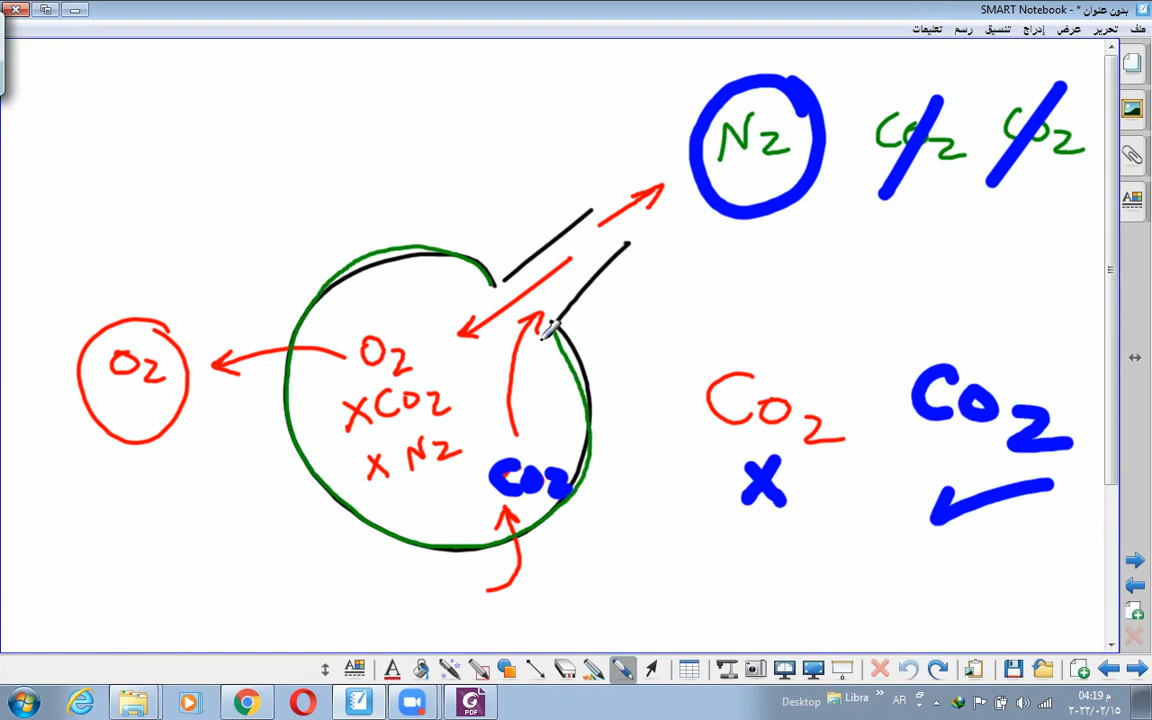 بدون عنوان * - SMART Notebook
ملف تحرير عرض إدراج تنسيق رسم تعليمات
N2 CO2 CO2
O2 O2
xCO2 CO2 CO2
x N2 x
CO2
Desktop Libra » AR
04:19 م
٢٠٢٢/٠٢/١٥